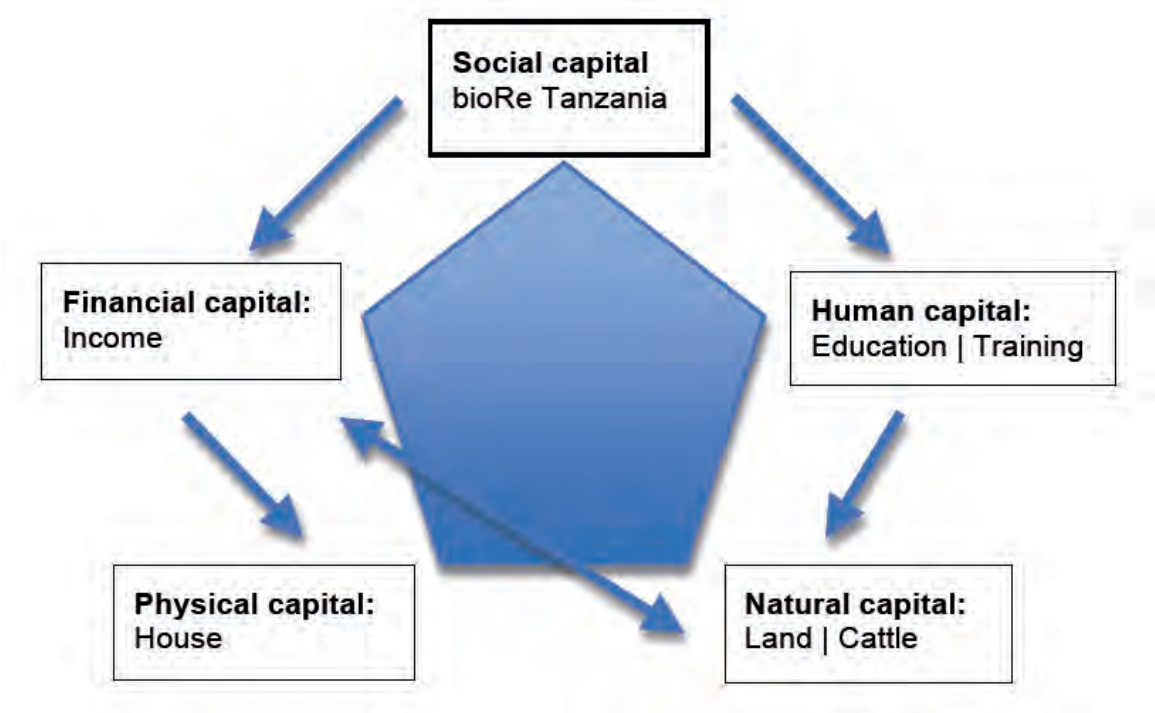 Social capital
bioRe Tanzania
Financial capital:
Income
Human capital:
Education | Training
Physical capital:
House
Natural capital:
Land | Cattle